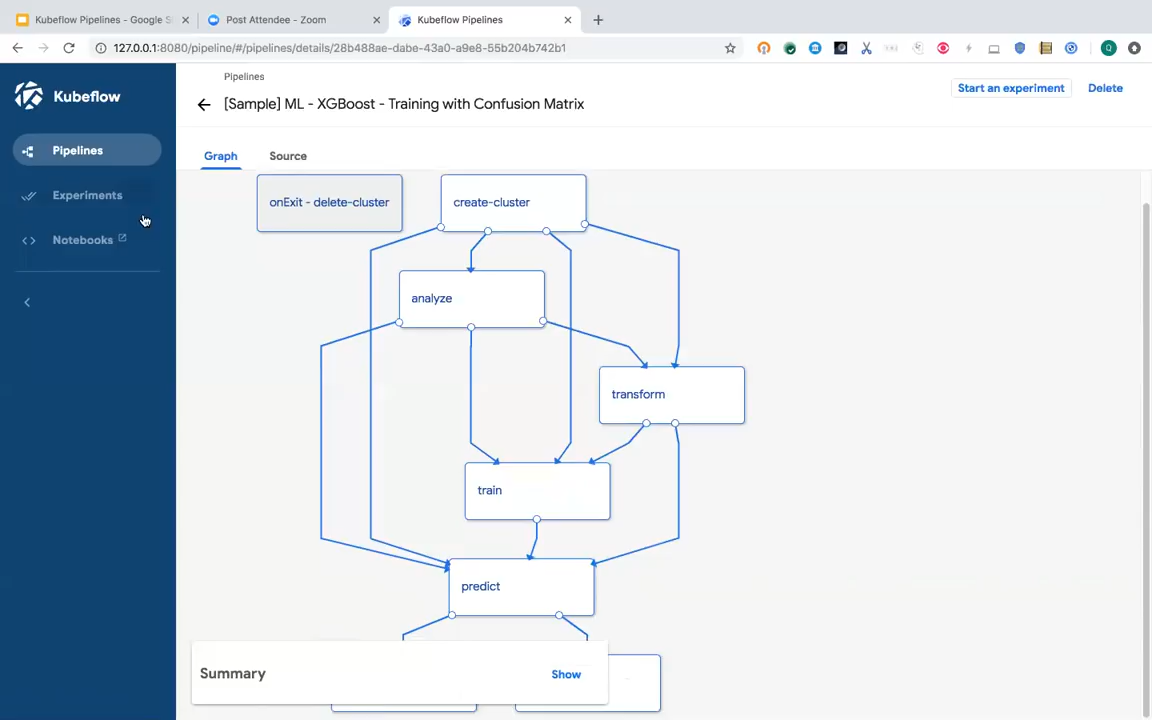 Kubeflow Pipelines - Google S
Post Attendee - Zoom
Kubeflow Pipelines
127.0.0.1:8080/pipeline/#/pipelines/details/28b488ae-dabe-43a0-a9e8-55b204b742b1
Q
Kubeflow
Pipelines
Experiments
Notebooks
Pipelines
[Sample] ML - XGBoost - Training with Confusion Matrix
Start an experiment
Delete
Graph
Source
onExit - delete-cluster
create-cluster
analyze
transform
train
predict
Summary
Show